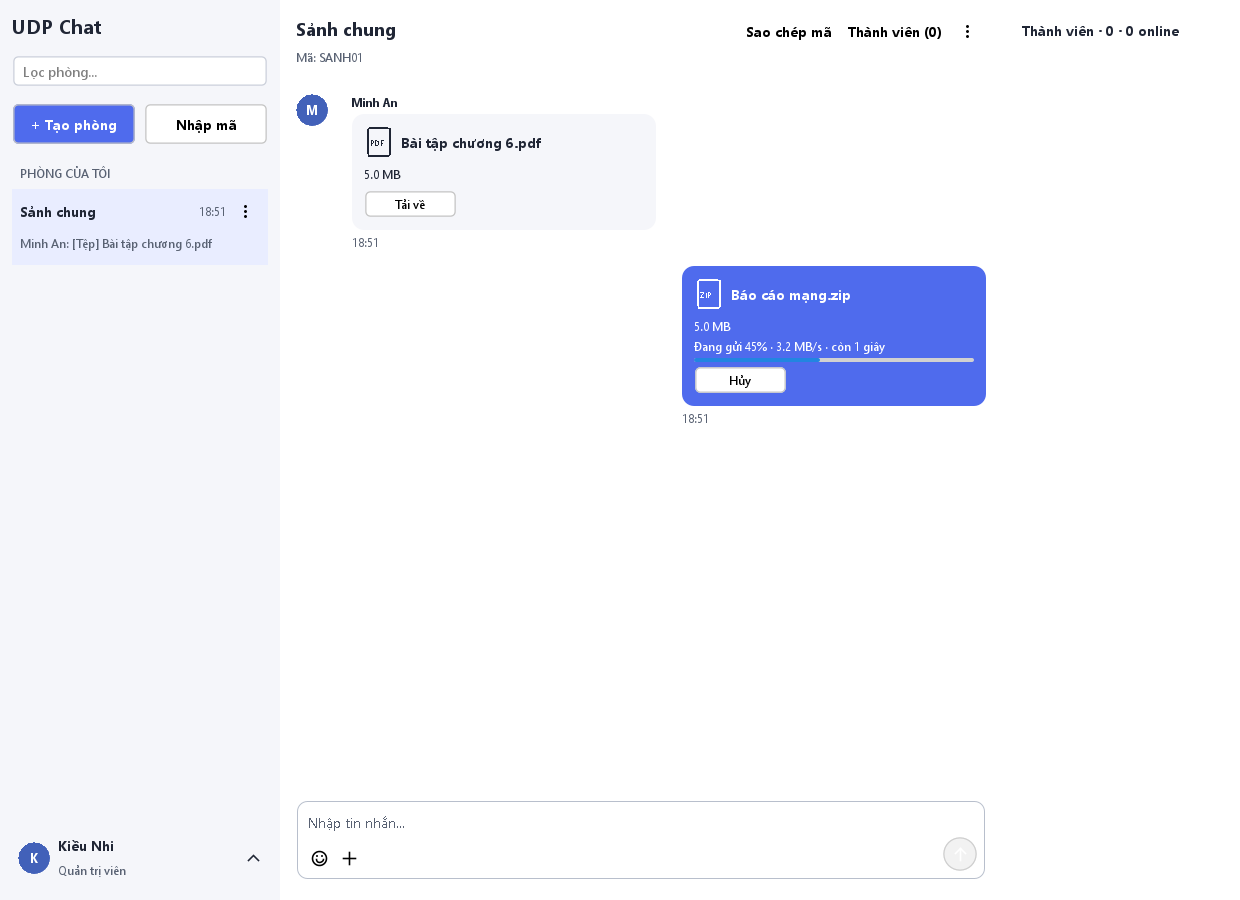 UDP Chat
Lọc phòng...
+ Tạo phòng
Nhập mã
PHÒNG CỦA TÔI
Sảnh chung 18:51
Minh An: [Tệp] Bài tập chương 6.pdf
Kiều Nhi
Quản trị viên
Sảnh chung
Mã: SANH01
Sao chép mã
Thành viên (0)
M
Minh An
PDF
Bài tập chương 6.pdf
5.0 MB
Tải về
18:51
ZIP
Báo cáo mạng.zip
5.0 MB
Đang gửi 45% · 3.2 MB/s · còn 1 giây
Hủy
18:51
Nhập tin nhắn...
K
Thành viên · 0 · 0 online